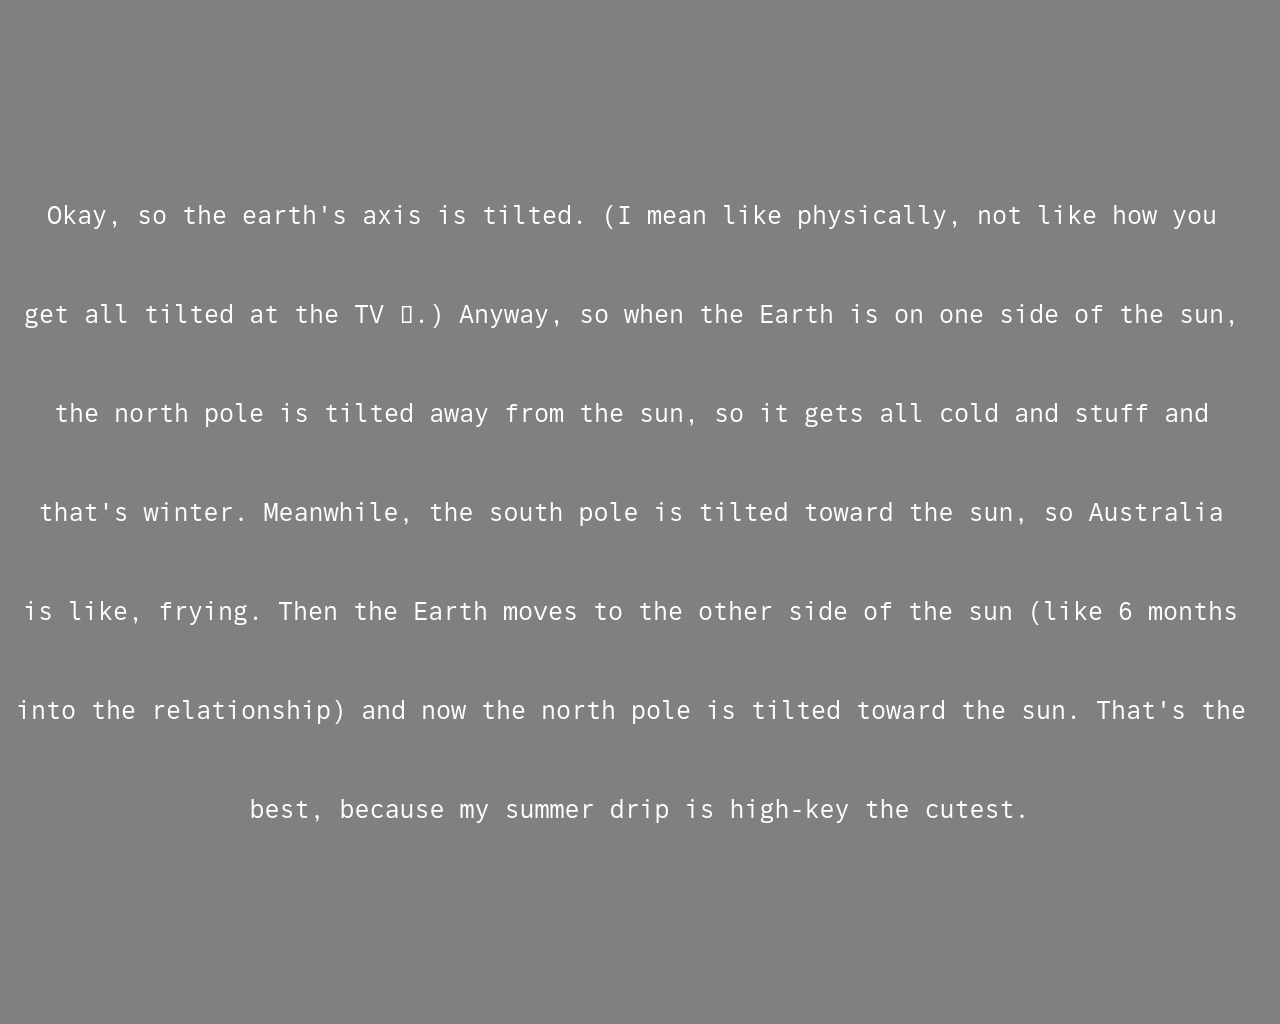 Okay, so the earth's axis is tilted. (I mean like physically, not like how you
get all tilted at the TV ▯.) Anyway, so when the Earth is on one side of the sun,
the north pole is tilted away from the sun, so it gets all cold and stuff and
that's winter. Meanwhile, the south pole is tilted toward the sun, so Australia
is like, frying. Then the Earth moves to the other side of the sun (like 6 months
into the relationship) and now the north pole is tilted toward the sun. That's the
best, because my summer drip is high-key the cutest.